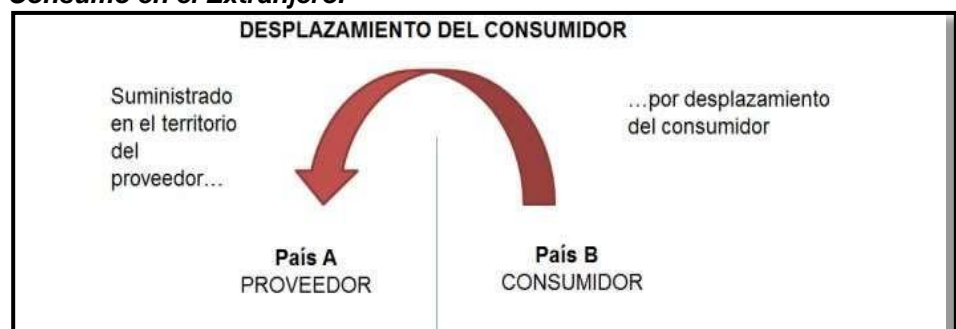 Consumo en el Extranjero.
DESPLAZAMIENTO DEL CONSUMIDOR
Suministrado
en el territorio
del
proveedor…
…por desplazamiento
del consumidor
País A
PROVEEDOR
País B
CONSUMIDOR